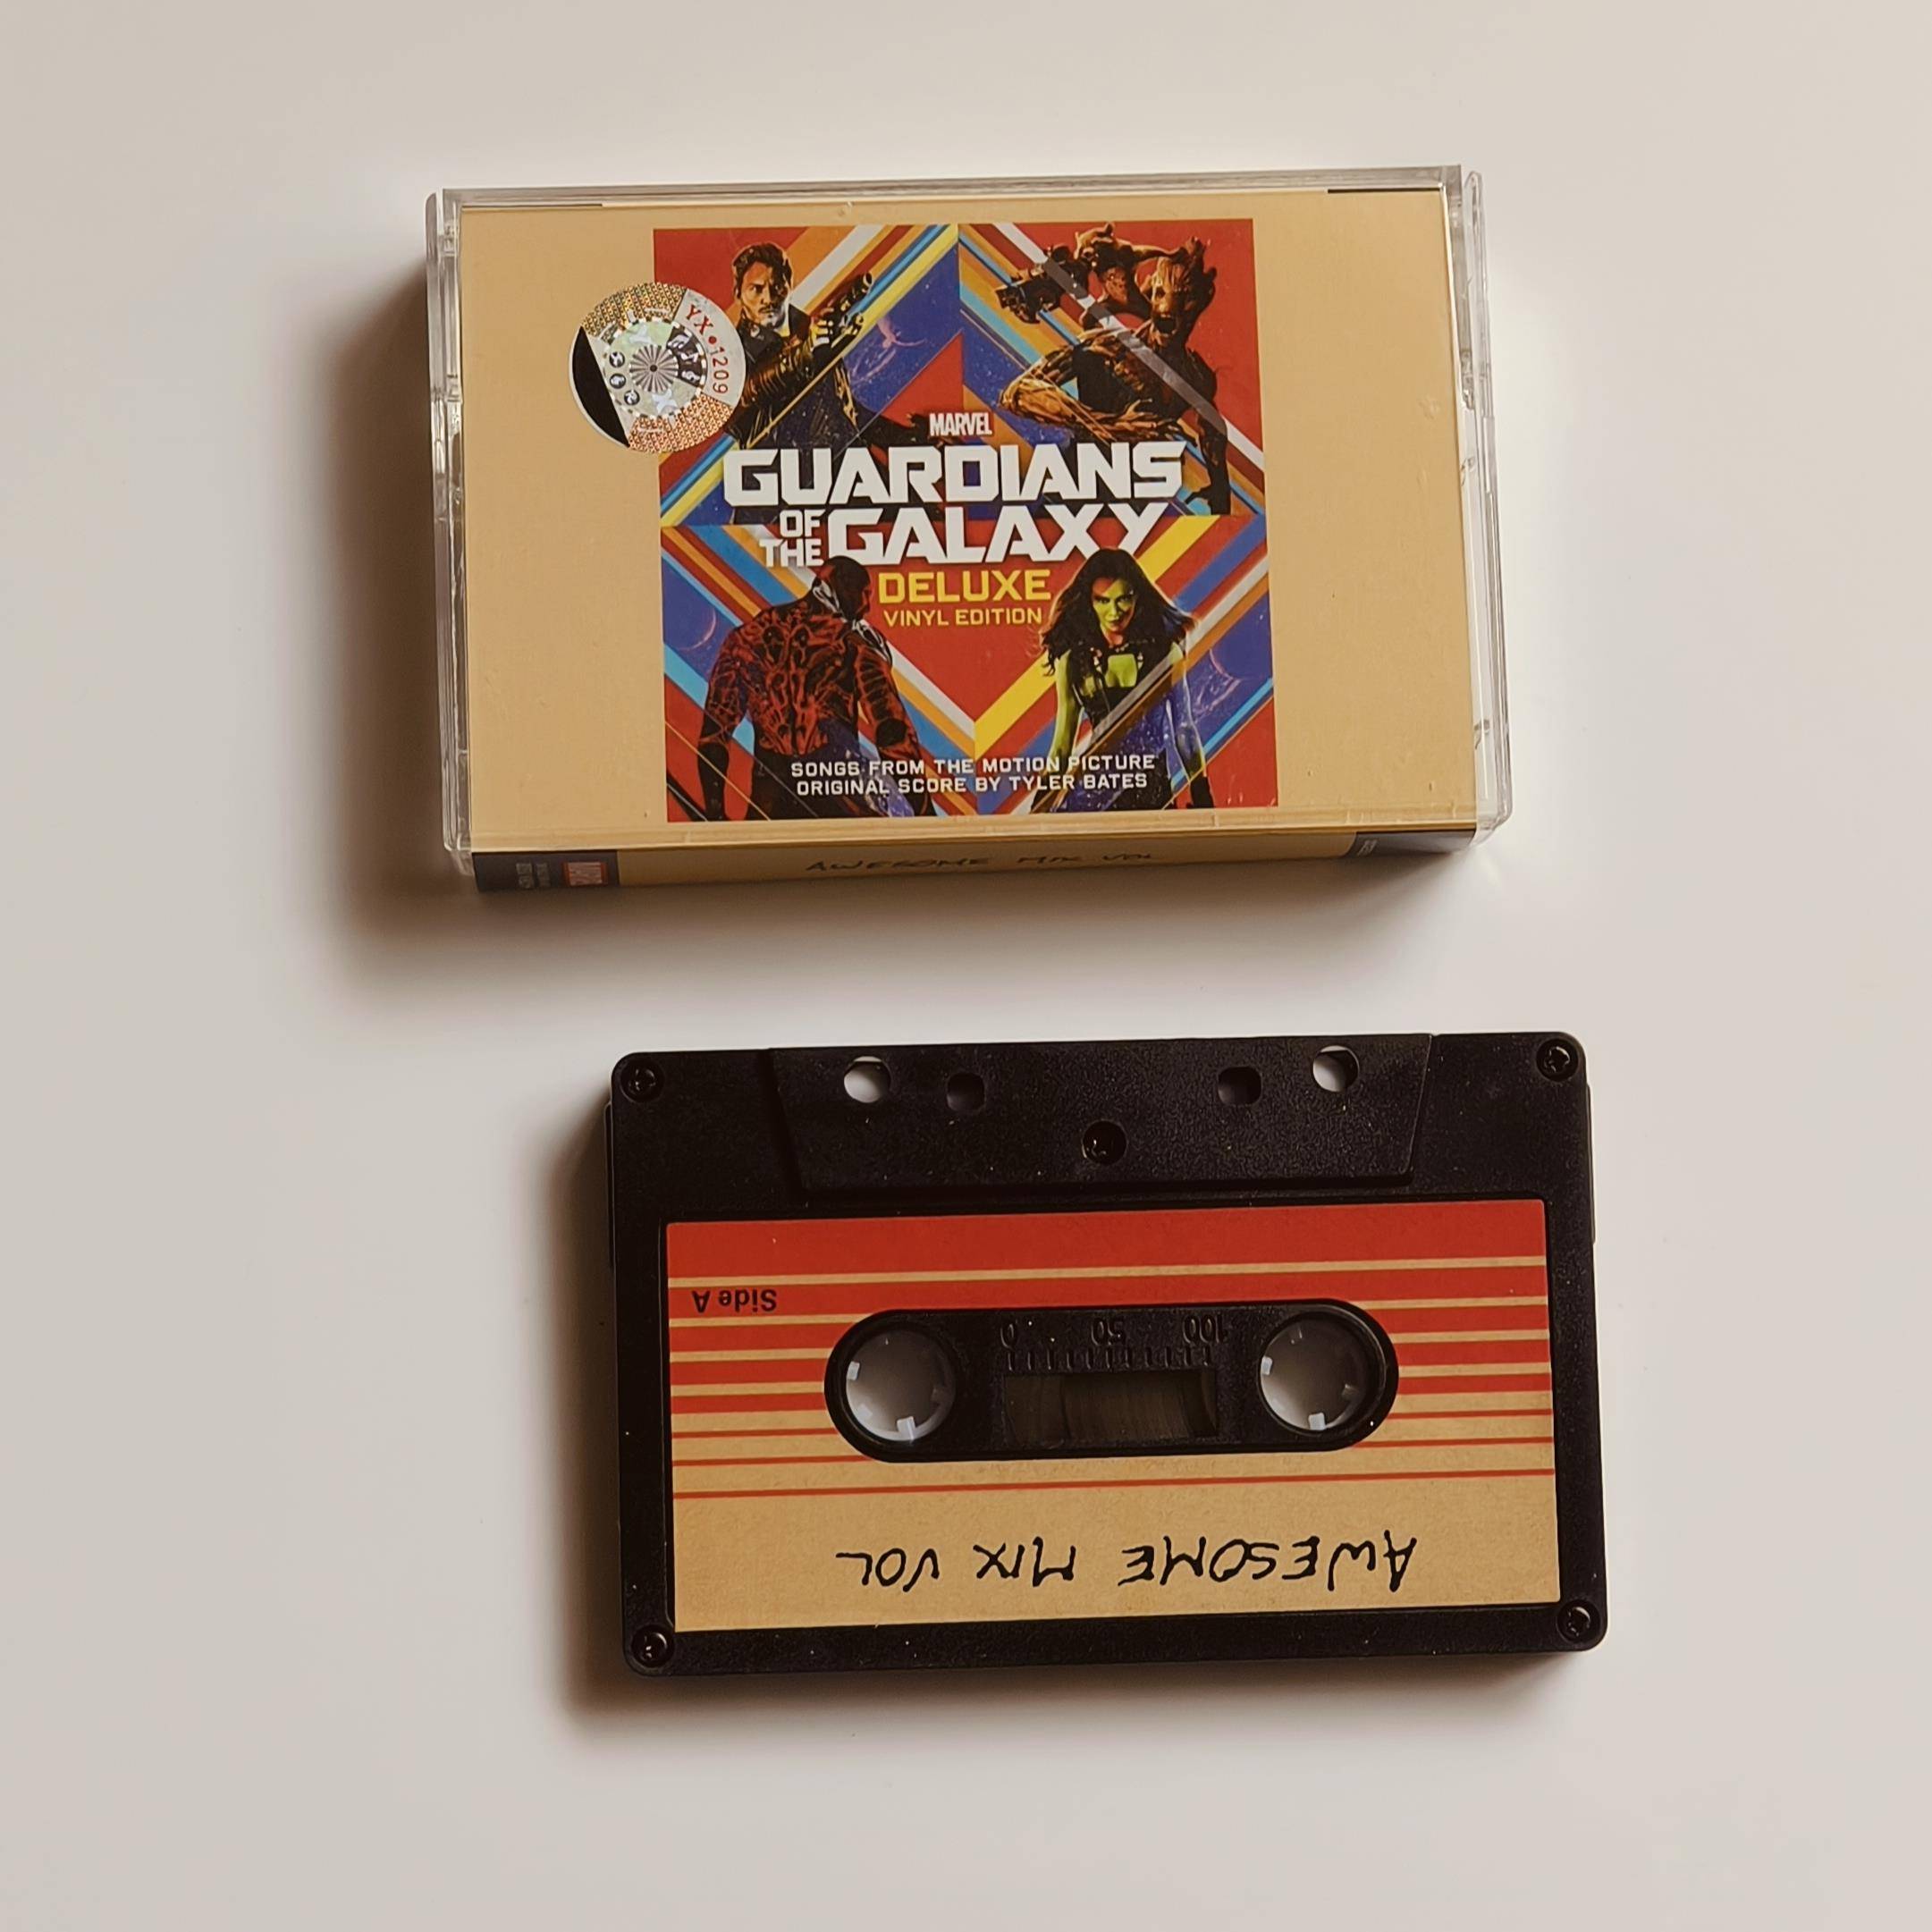 YX•1209
MARVEL
GUARDIANS
OF THE GALAXY
DELUXE
VINYL EDITION
SONGS FROM THE MOTION PICTURE
ORIGINAL SCORE BY TYLER BATES
AWESOME MIX VOL
Side A
0 50 100
AWESOME MIX VOL